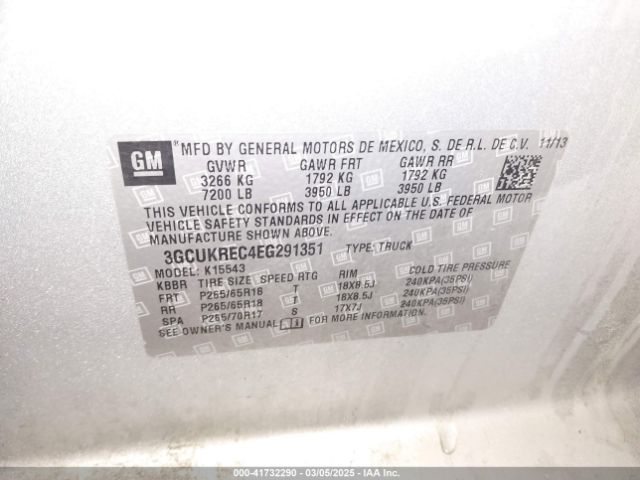 GM
® MFD BY GENERAL MOTORS DE MEXICO, S. DE R.L. DE C.V. 11/13
GVWR GAWR FRT GAWR RR
3266 KG 1792 KG 1792 KG
7200 LB 3950 LB 3950 LB
THIS VEHICLE CONFORMS TO ALL APPLICABLE U.S. FEDERAL MOTOR
VEHICLE SAFETY STANDARDS IN EFFECT ON THE DATE OF
MANUFACTURE SHOWN ABOVE.
3GCUKREC4EG291351 TYPE: TRUCK
MODEL: K15543
KBBR TIRE SIZE SPEED RTG RIM COLD TIRE PRESSURE
FRT P265/65R18 T 18X8.5J 240KPA(35PSI)
RR P265/65R18 T 18X8.5J 240KPA(35PSI)
SPA P265/70R17 S 17X7J 240KPA(35PSI)
SEE OWNER'S MANUAL
000-41732290 - 03/05/2025 - IAA Inc.